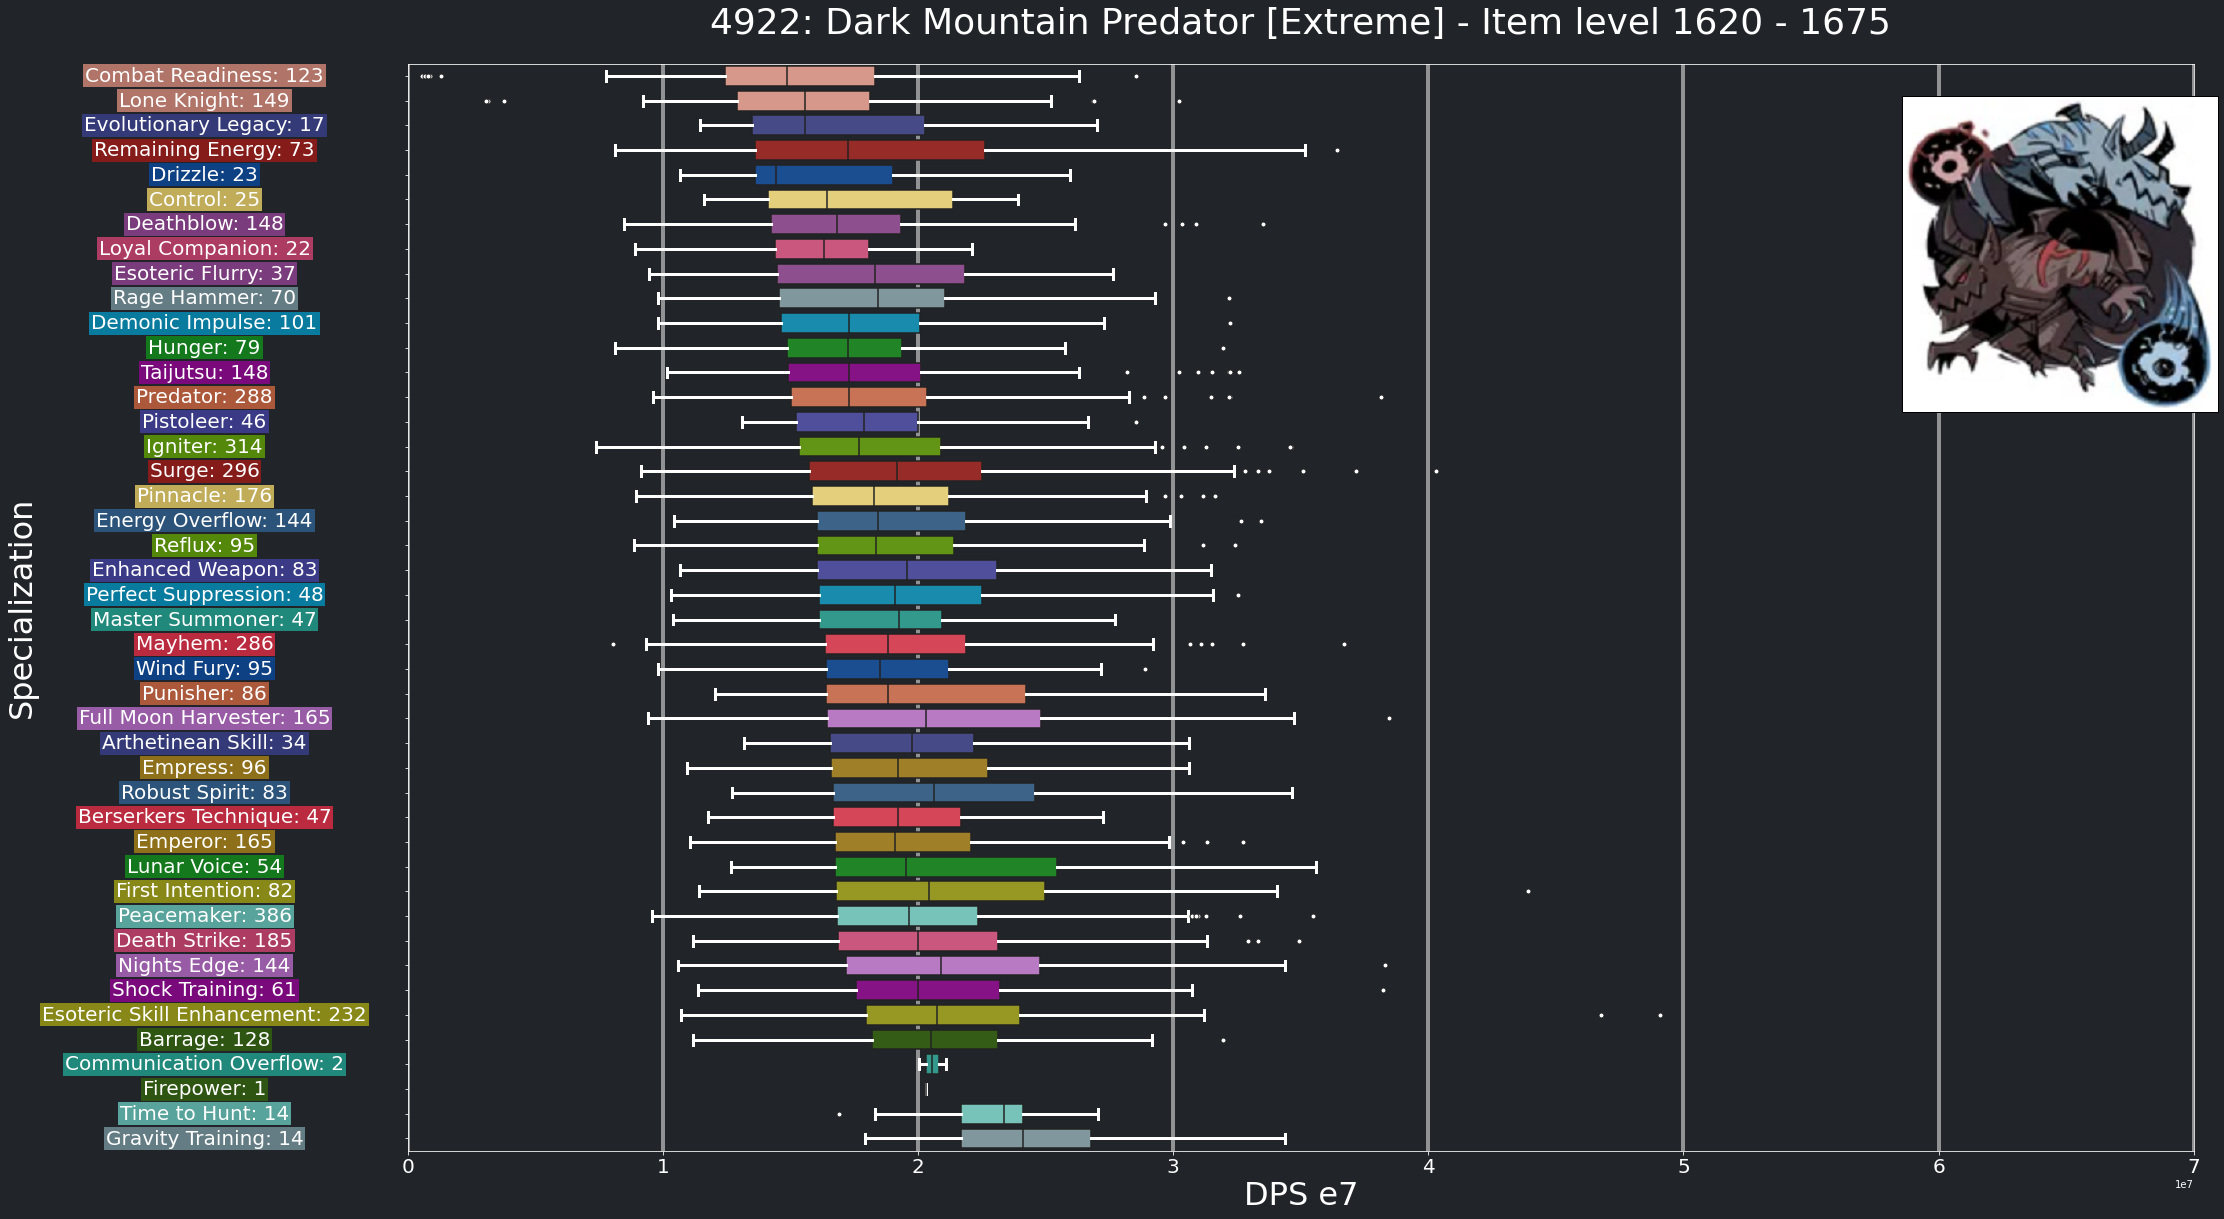 4922: Dark Mountain Predator [Extreme] - Item level 1620 - 1675
Specialization
Combat Readiness: 123
Lone Knight: 149
Evolutionary Legacy: 17
Remaining Energy: 73
Drizzle: 23
Control: 25
Deathblow: 148
Loyal Companion: 22
Esoteric Flurry: 37
Rage Hammer: 70
Demonic Impulse: 101
Hunger: 79
Taijutsu: 148
Predator: 288
Pistoleer: 46
Igniter: 314
Surge: 296
Pinnacle: 176
Energy Overflow: 144
Reflux: 95
Enhanced Weapon: 83
Perfect Suppression: 48
Master Summoner: 47
Mayhem: 286
Wind Fury: 95
Punisher: 86
Full Moon Harvester: 165
Arthetinean Skill: 34
Empress: 96
Robust Spirit: 83
Berserkers Technique: 47
Emperor: 165
Lunar Voice: 54
First Intention: 82
Peacemaker: 386
Death Strike: 185
Nights Edge: 144
Shock Training: 61
Esoteric Skill Enhancement: 232
Barrage: 128
Communication Overflow: 2
Firepower: 1
Time to Hunt: 14
Gravity Training: 14
0 1 2 3 4 5 6 7
DPS e7
1e7